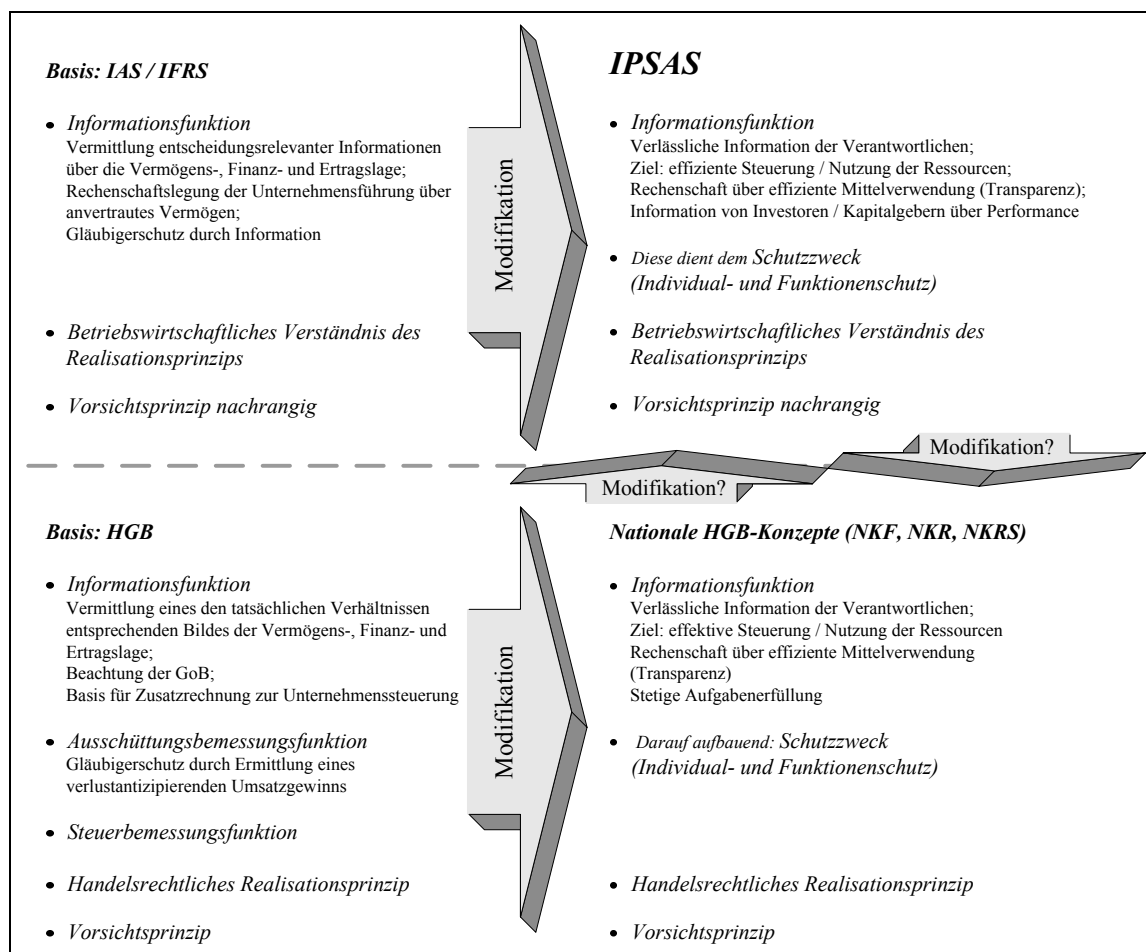 Basis: IAS / IFRS
• Informationsfunktion
Vermittlung entscheidungsrelevanter Informationen
über die Vermögens-, Finanz- und Ertragslage;
Rechenschaftslegung der Unternehmensführung über
anvertrautes Vermögen;
Gläubigerschutz durch Information
• Betriebswirtschaftliches Verständnis des
Realisationsprinzips
• Vorsichtsprinzip nachrangig
Modifikation
IPSAS
• Informationsfunktion
Verlässliche Information der Verantwortlichen;
Ziel: effiziente Steuerung / Nutzung der Ressourcen;
Rechenschaft über effiziente Mittelverwendung (Transparenz);
Information von Investoren / Kapitalgebern über Performance
• Diese dient dem Schutzzweck
(Individual- und Funktionenschutz)
• Betriebswirtschaftliches Verständnis des
Realisationsprinzips
• Vorsichtsprinzip nachrangig
Modifikation?
Modifikation?
Basis: HGB
• Informationsfunktion
Vermittlung eines den tatsächlichen Verhältnissen
entsprechenden Bildes der Vermögens-, Finanz- und
Ertragslage;
Beachtung der GoB;
Basis für Zusatzrechnung zur Unternehmenssteuerung
• Ausschüttungsbemessungsfunktion
Gläubigerschutz durch Ermittlung eines
verlustantizipierenden Umsatzgewinns
• Steuerbemessungsfunktion
• Handelsrechtliches Realisationsprinzip
• Vorsichtsprinzip
Modifikation
Nationale HGB-Konzepte (NKF, NKR, NKRS)
• Informationsfunktion
Verlässliche Information der Verantwortlichen;
Ziel: effektive Steuerung / Nutzung der Ressourcen
Rechenschaft über effiziente Mittelverwendung
(Transparenz)
Stetige Aufgabenerfüllung
• Darauf aufbauend: Schutzzweck
(Individual- und Funktionenschutz)
• Handelsrechtliches Realisationsprinzip
• Vorsichtsprinzip